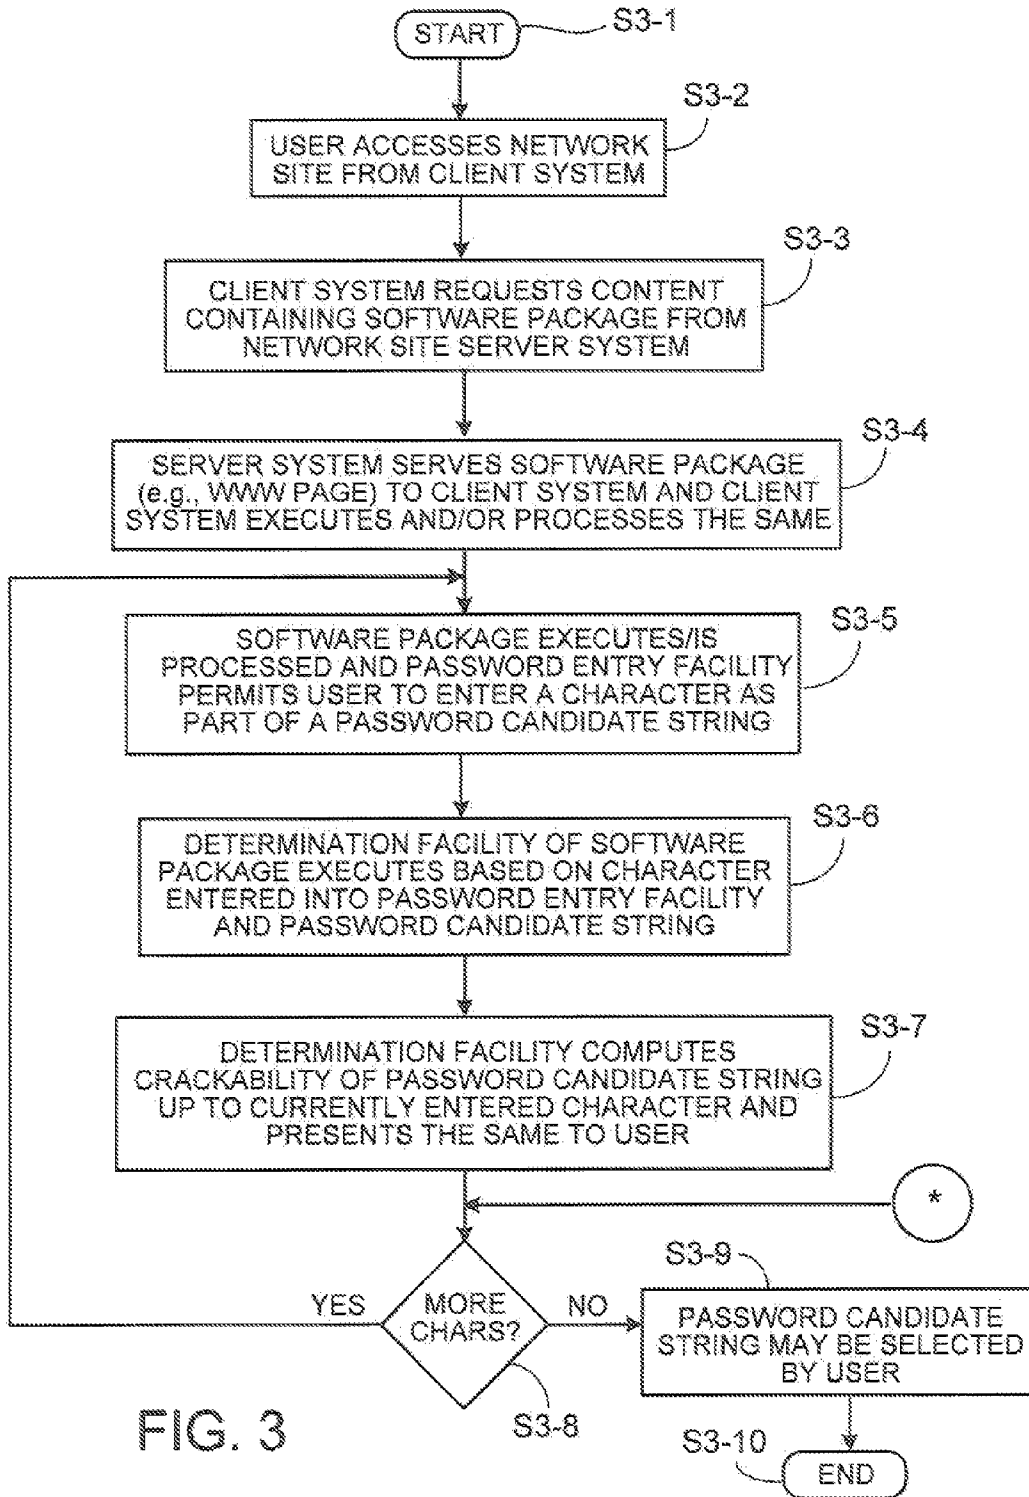 START
S3-1
S3-2
USER ACCESSES NETWORK
SITE FROM CLIENT SYSTEM
S3-3
CLIENT SYSTEM REQUESTS CONTENT
CONTAINING SOFTWARE PACKAGE FROM
NETWORK SITE SERVER SYSTEM
S3-4
SERVER SYSTEM SERVES SOFTWARE PACKAGE
(e.g., WWW PAGE) TO CLIENT SYSTEM AND CLIENT
SYSTEM EXECUTES AND/OR PROCESSES THE SAME
S3-5
SOFTWARE PACKAGE EXECUTES/IS
PROCESSED AND PASSWORD ENTRY FACILITY
PERMITS USER TO ENTER A CHARACTER AS
PART OF A PASSWORD CANDIDATE STRING
S3-6
DETERMINATION FACILITY OF SOFTWARE
PACKAGE EXECUTES BASED ON CHARACTER
ENTERED INTO PASSWORD ENTRY FACILITY
AND PASSWORD CANDIDATE STRING
S3-7
DETERMINATION FACILITY COMPUTES
CRACKABILITY OF PASSWORD CANDIDATE STRING
UP TO CURRENTLY ENTERED CHARACTER AND
PRESENTS THE SAME TO USER
*
S3-9
YES
MORE
CHARS?
NO
PASSWORD CANDIDATE
STRING MAY BE SELECTED
BY USER
S3-8
FIG. 3
S3-10
END